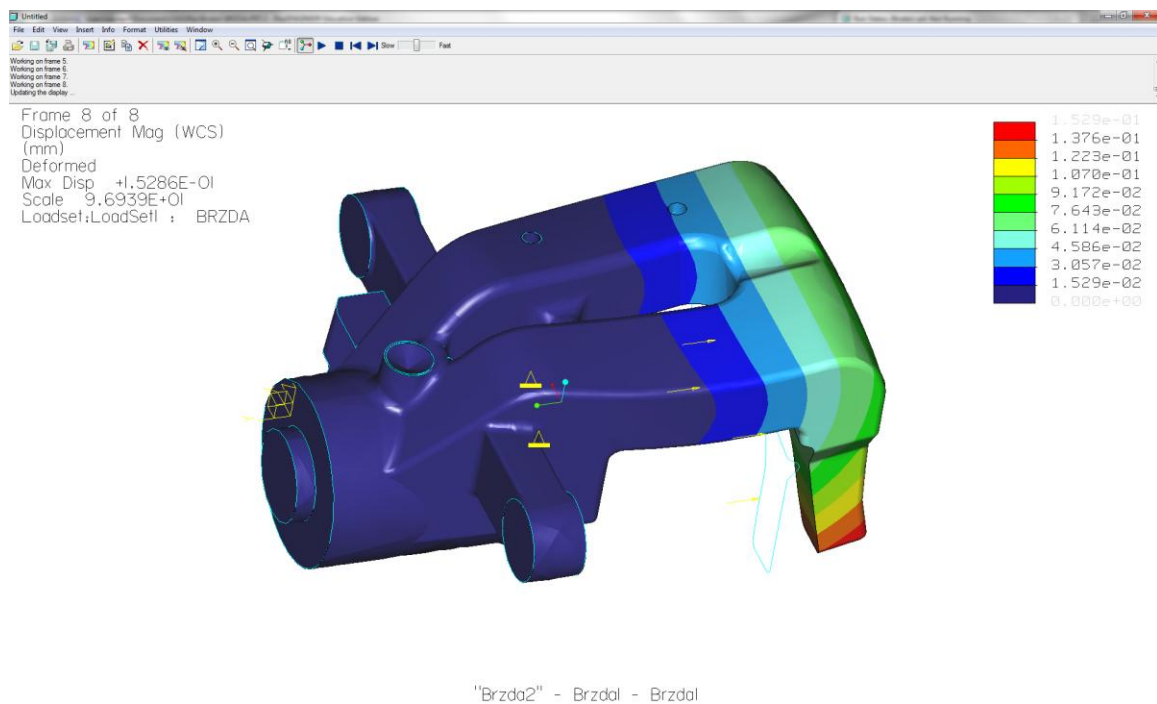 Untitled
File Edit View Insert Info Format Utilities Window
Slow Fast
Working on frame 5.
Working on frame 6.
Working on frame 7.
Working on frame 8.
Updating the display ...
Frame 8 of 8
Displacement Mag (WCS)
(mm)
Deformed
Max Disp +1.5286E-01
Scale 9.6939E+01
Loadset:LoadSet1 : BRZDA
1.529e-01
1.376e-01
1.223e-01
1.070e-01
9.172e-02
7.643e-02
6.114e-02
4.586e-02
3.057e-02
1.529e-02
0.000e+00
"Brzda2" - Brzda1 - Brzda1